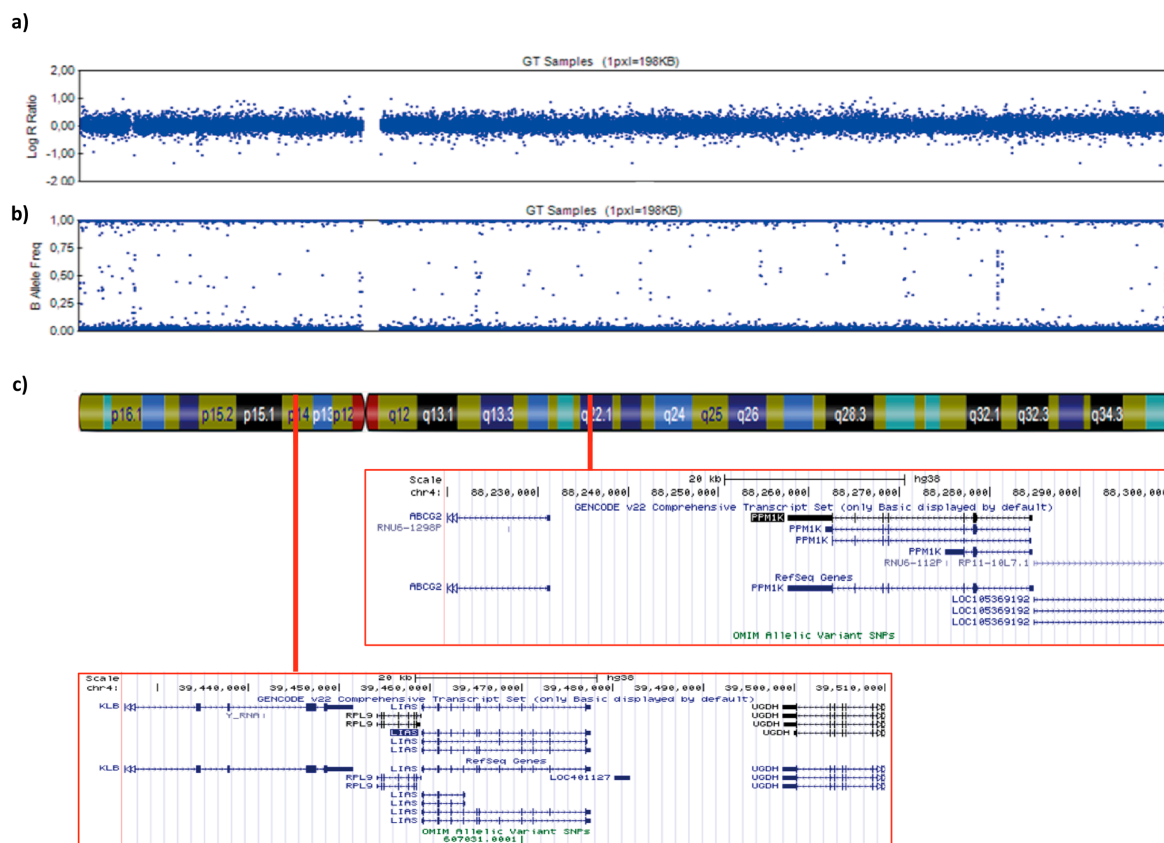 a)
GT Samples (1pxl=198KB)
Log R Ratio
2,00
1,00
0,00
-1,00
-2,00
b)
GT Samples (1pxl=198KB)
B Allele Freq
1,00
0,75
0,50
0,25
0,00
c)
p16.1 p15.2 p15.1 p14 p13 p12 q12 q13.1 q13.3 q22.1 q24 q25 q26 q28.3 q32.1 q32.3 q34.3
Scale 20 kb hg38
chr4: 88,230,000 88,240,000 88,250,000 88,260,000 88,270,000 88,280,000 88,290,000 88,300,000
GENCODE v22 Comprehensive Transcript Set (only Basic displayed by default)
ABCG2 PPM1K
RNU6-1298P PPM1K
PPM1K
PPM1K
RNU6-112P RP11-10L7.1
RefSeq Genes
ABCG2 PPM1K
LOC105369192
LOC105369192
LOC105369192
OMIM Allelic Variant SNPs
Scale 20 kb hg38
chr4: 39,440,000 39,450,000 39,460,000 39,470,000 39,480,000 39,490,000 39,500,000 39,510,000
GENCODE v22 Comprehensive Transcript Set (only Basic displayed by default)
KLB LIAS UGDH
Y_RNA RPL9 UGDH
RPL9 UGDH
LIAS UGDH
LIAS
LIAS
RefSeq Genes
KLB LIAS UGDH
RPL9 LOC401127 UGDH
RPL9 UGDH
LIAS
LIAS
LIAS
LIAS
OMIM Allelic Variant SNPs
607031.0001